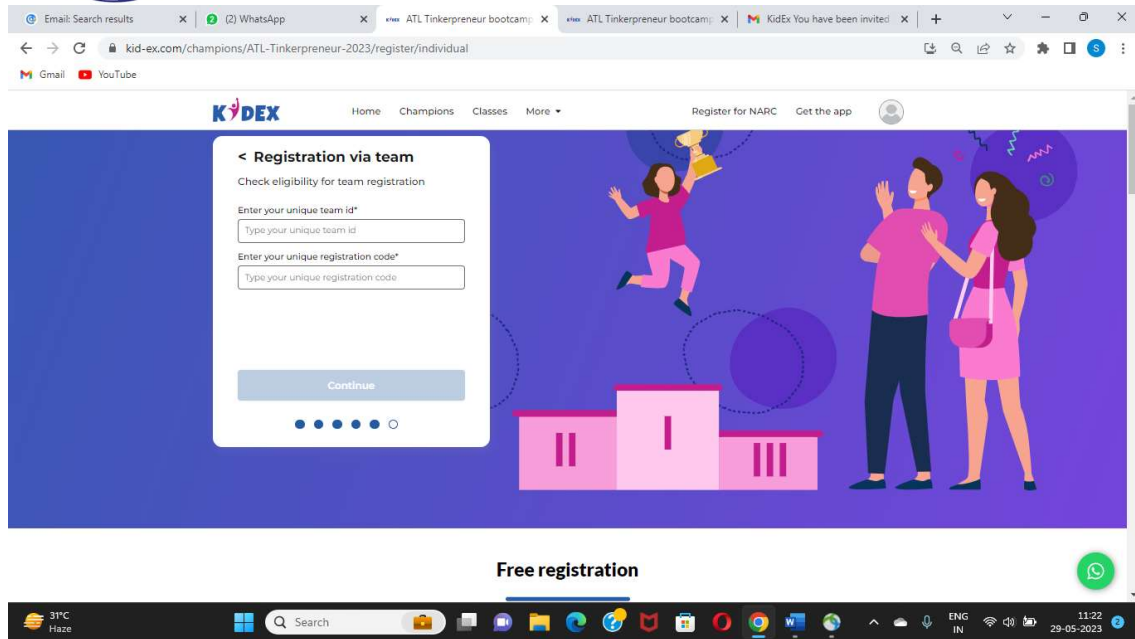 Email: Search results
(2) WhatsApp
ATL Tinkerpreneur bootcamp
ATL Tinkerpreneur bootcamp
KidEx You have been invited
kid-ex.com/champions/ATL-Tinkerpreneur-2023/register/individual
S
Gmail
YouTube
KIDEX
Home
Champions
Classes
More
Register for NARC
Get the app
< Registration via team
Check eligibility for team registration
Enter your unique team id*
Type your unique team id
Enter your unique registration code*
Type your unique registration code
Continue
II
I
III
Free registration
31°C
Haze
Search
ENG
IN
11:22
29-05-2023
2